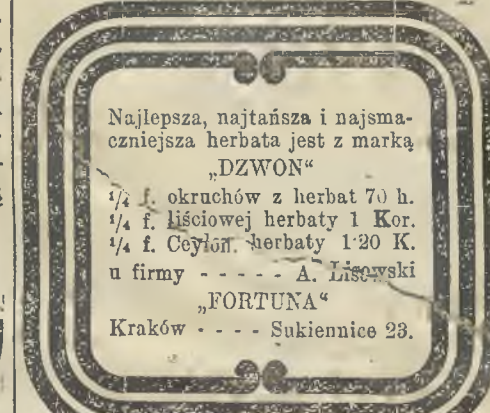 Najlepsza, najtańsza i najsma-
czniejsza herbata jest z marką
„DZWON“
1/4 f. okruchów z herbat 70 h.
1/4 f. liściowej herbaty 1 Kor.
1/4 f. Ceylon. herbaty 1·20 K.
u firmy - - - - - A. Lisowski
„FORTUNA“
Kraków - - - - Sukiennice 23.